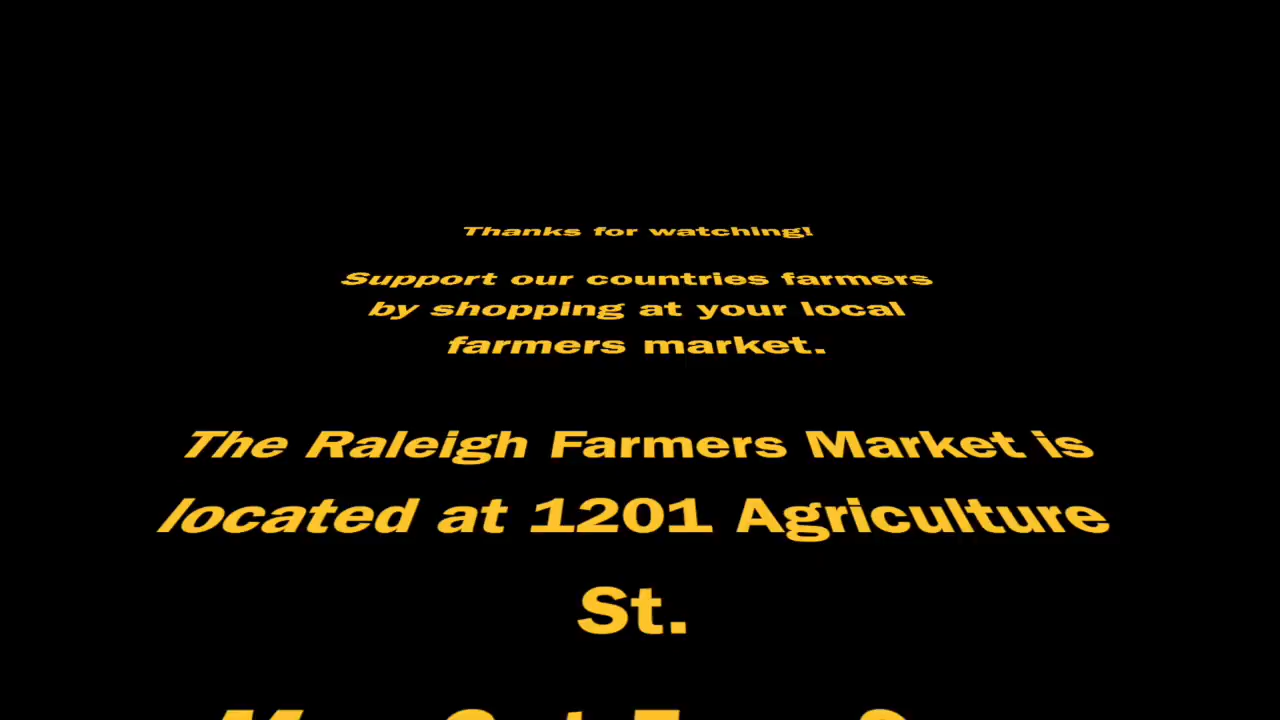 Thanks for watching!
Support our countries farmers
by shopping at your local
farmers market.
The Raleigh Farmers Market is
located at 1201 Agriculture
St.